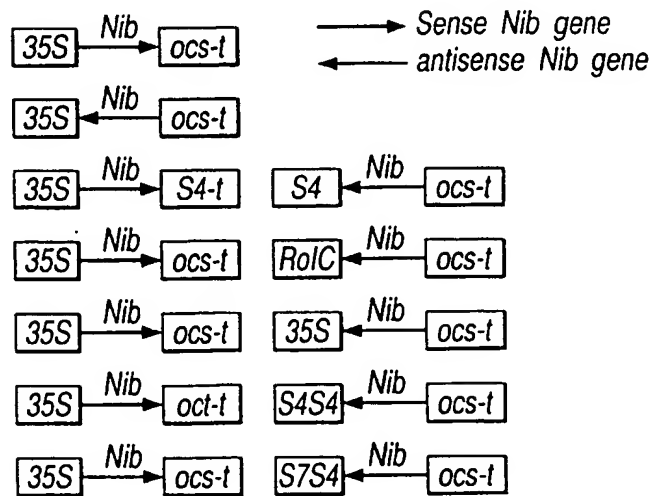 Nib
35S ocs-t
Sense Nib gene
antisense Nib gene
Nib
35S ocs-t
Nib Nib
35S S4-t S4 ocs-t
Nib Nib
35S ocs-t RolC ocs-t
Nib Nib
35S ocs-t 35S ocs-t
Nib Nib
35S oct-t S4S4 ocs-t
Nib Nib
35S ocs-t S7S4 ocs-t